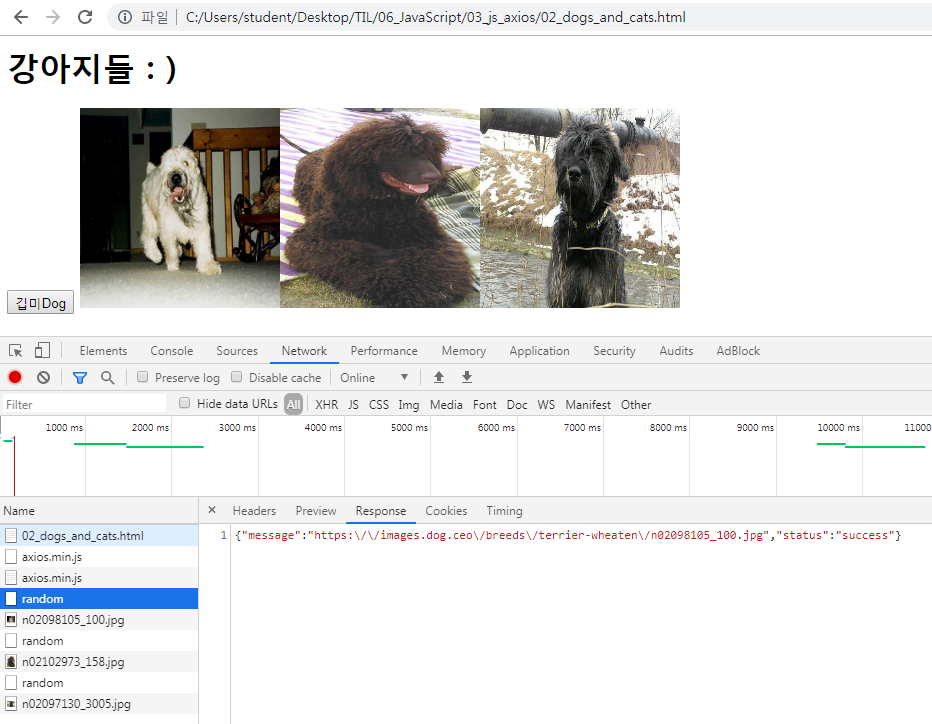 파일 C:/Users/student/Desktop/TIL/06_JavaScript/03_js_axios/02_dogs_and_cats.html
강아지들 : )
깁미Dog
Elements Console Sources Network Performance Memory Application Security Audits AdBlock
Preserve log Disable cache Online
Filter Hide data URLs All XHR JS CSS Img Media Font Doc WS Manifest Other
1000 ms 2000 ms 3000 ms 4000 ms 5000 ms 6000 ms 7000 ms 8000 ms 9000 ms 10000 ms 11000
Name × Headers Preview Response Cookies Timing
02_dogs_and_cats.html 1 {"message":"https:\/\/images.dog.ceo\/breeds\/terrier-wheaten\/n02098105_100.jpg","status":"success"}
axios.min.js
axios.min.js
random
n02098105_100.jpg
random
n02102973_158.jpg
random
n02097130_3005.jpg